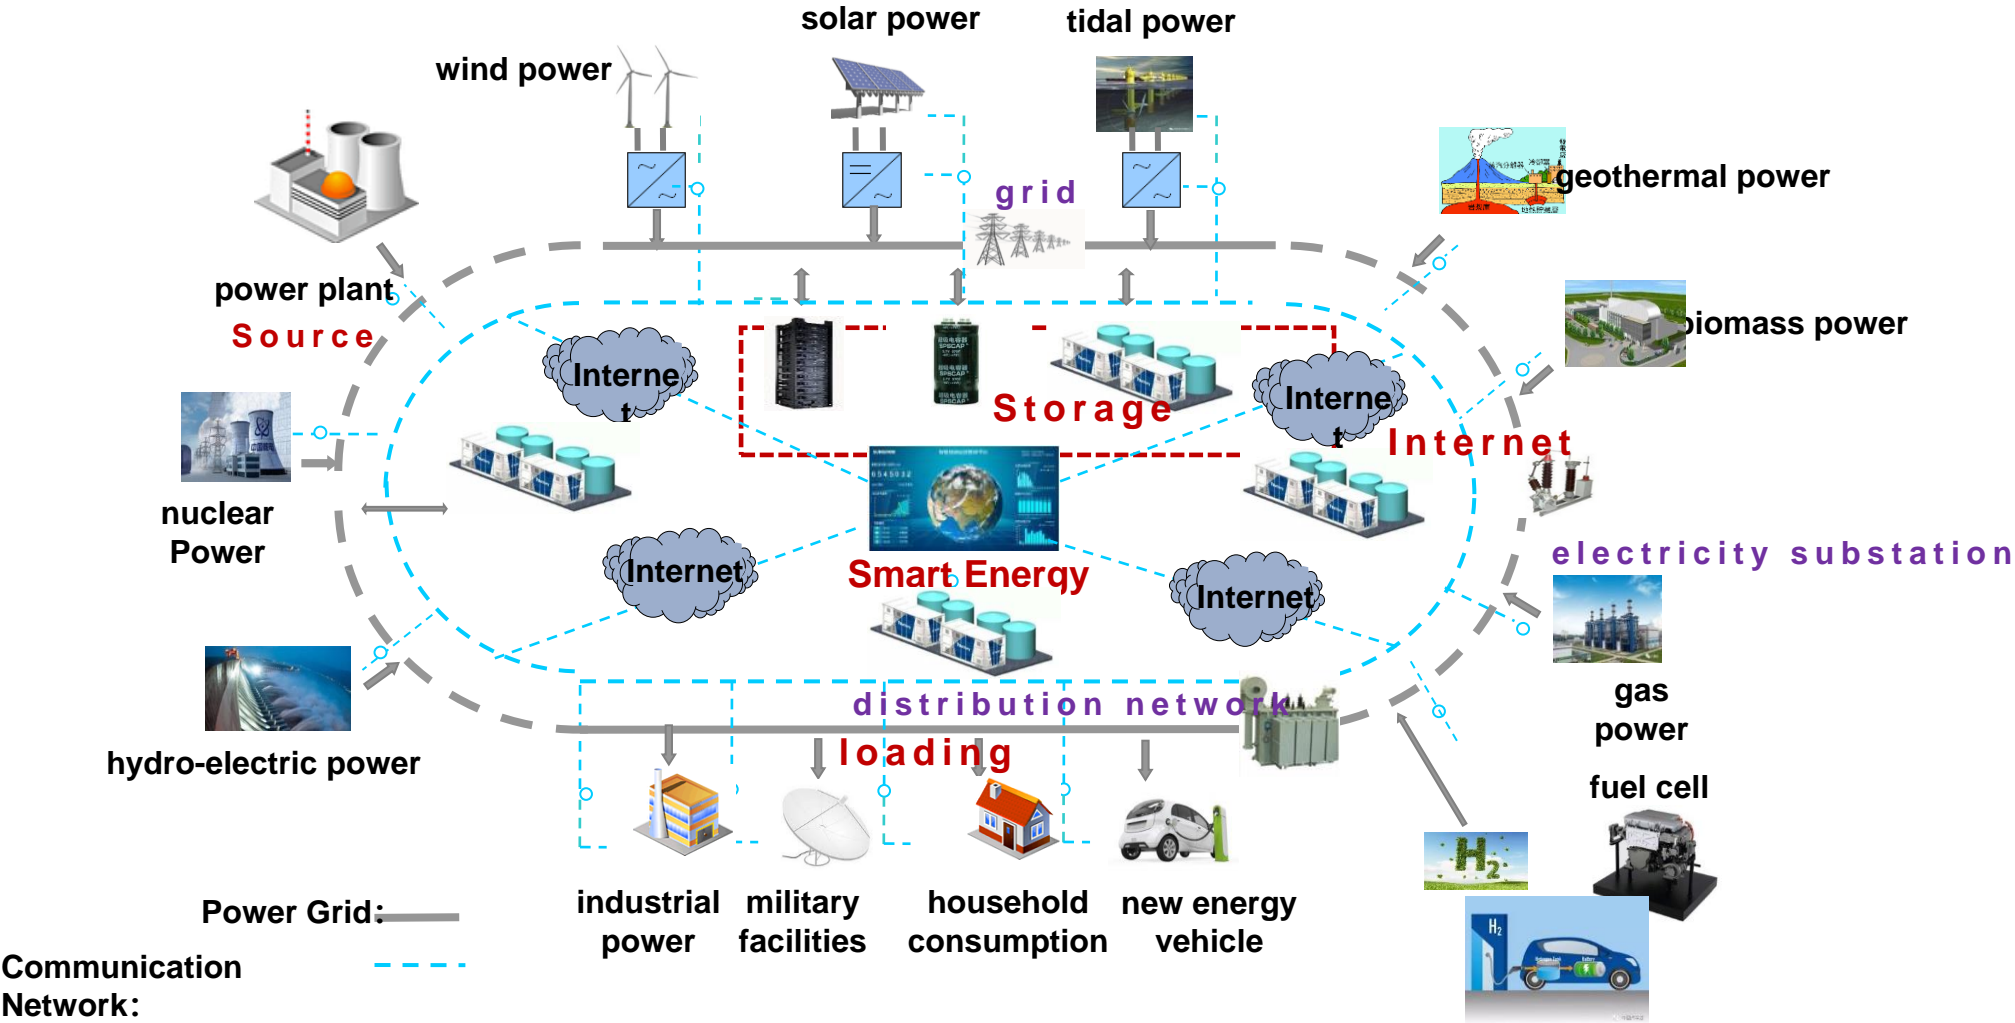 solar power
tidal power
wind power
geothermal power
grid
power plant
Source
biomass power
Interne
t
Interne
t
Storage
Internet
nuclear
Power
electricity substation
Internet
Smart Energy
Internet
gas
power
distribution network
hydro-electric power
loading
fuel cell
H2
industrial
power
military
facilities
household
consumption
new energy
vehicle
Power Grid:
H2
Communication
Network: